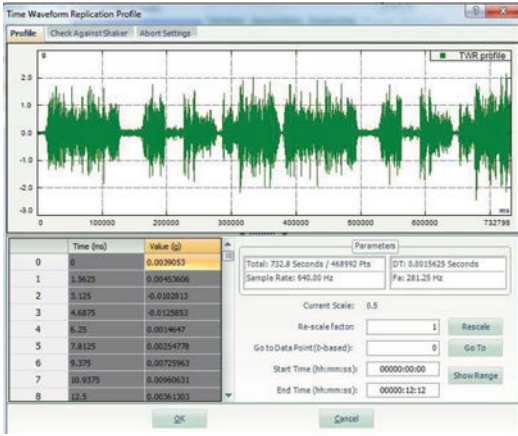 Time Waveform Replication Profile
Profile Check Against Shaker Abort Settings
g
TWR profile
2.0
1.0
0.0
-1.0
-2.0
-3.0
ms
0 100000 200000 300000 400000 500000 600000 732798
Time (ms) Value (g)
0 0 0.0039053
1 1.5625 0.00453606
2 3.125 -0.0102813
3 4.6875 -0.0125853
4 6.25 0.0014647
5 7.8125 0.00254778
6 9.375 0.00725963
7 10.9375 0.00960631
8 12.5 0.00361303
Parameters
Total: 732.8 Seconds / 468992 Pts DT: 0.0015625 Seconds
Sample Rate: 640.00 Hz Fa: 281.25 Hz
Current Scale: 0.5
Re-scale factor: 1 Rescale
Go to Data Point(0-based): 0 Go To
Start Time (hh:mm:ss): 00000:00:00
Show Range
End Time (hh:mm:ss): 00000:12:12
OK Cancel